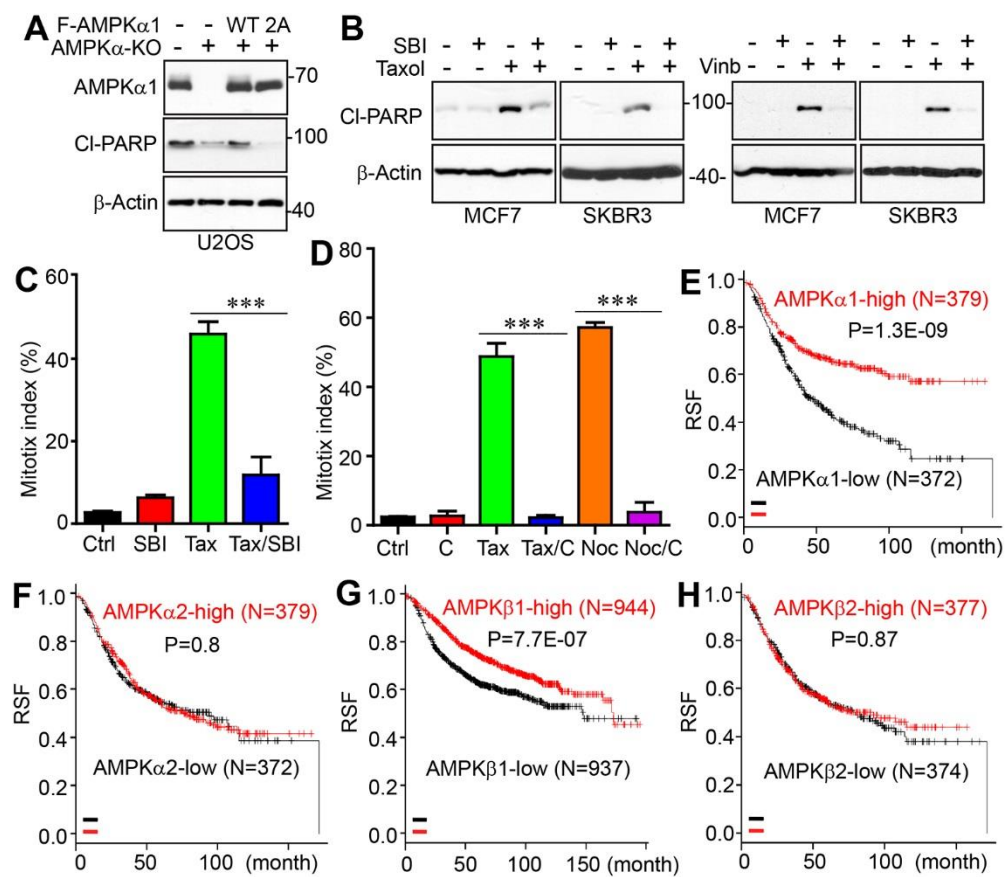 A
F-AMPKα1 - - WT 2A
AMPKα-KO - + + +
AMPKα1
-70
Cl-PARP
100
β-Actin
-40
U2OS
B
SBI - + - + - + - +
Taxol - - + + - - + +
Cl-PARP
β-Actin
MCF7 SKBR3
- + - + - + - +
Vinb - - + + - - + +
100
-40-
MCF7 SKBR3
C
Mitotix index (%)
60
40
20
0
***
Ctrl SBI Tax Tax/SBI
D
Mitotix index (%)
80
60
40
20
0
*** ***
Ctrl C Tax Tax/C Noc Noc/C
E
RSF
1.0
0.8
0.6
0.4
0.2
0.0
AMPKα1-high (N=379)
P=1.3E-09
AMPKα1-low (N=372)
0 50 100 (month)
F
RSF
1.0
0.8
0.6
0.4
0.2
0.0
AMPKα2-high (N=379)
P=0.8
AMPKα2-low (N=372)
0 50 100 (month)
G
RSF
1.0
0.8
0.6
0.4
0.2
0.0
AMPKβ1-high (N=944)
P=7.7E-07
AMPKβ1-low (N=937)
0 50 100 150 (month)
H
RSF
1.0
0.8
0.6
0.4
0.2
0.0
AMPKβ2-high (N=377)
P=0.87
AMPKβ2-low (N=374)
0 50 100 (month)